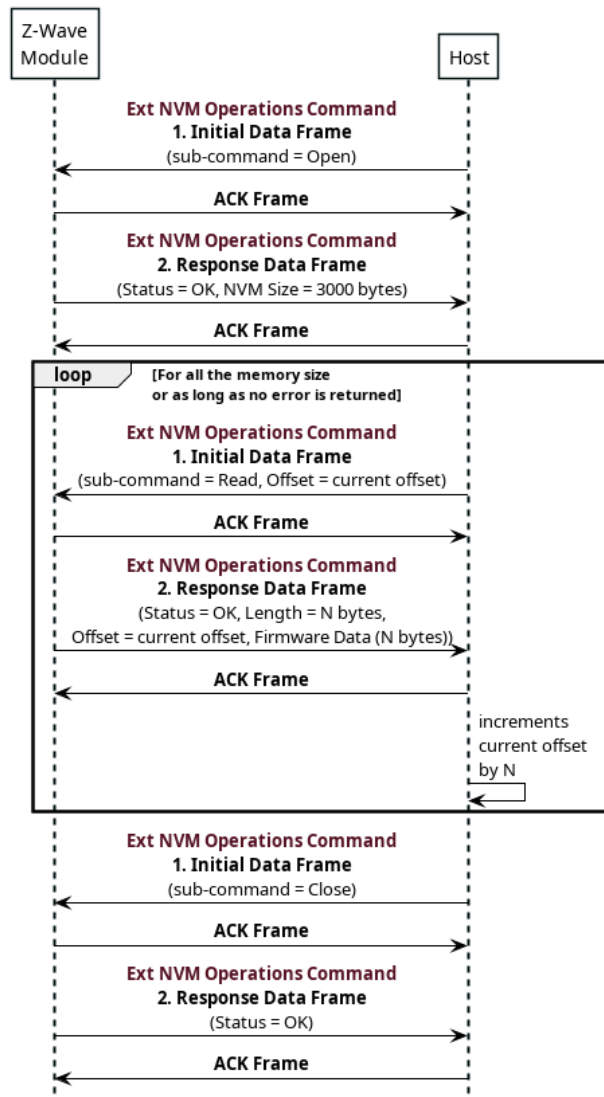 Z-Wave
Module
Host
Ext NVM Operations Command
1. Initial Data Frame
(sub-command = Open)
ACK Frame
Ext NVM Operations Command
2. Response Data Frame
(Status = OK, NVM Size = 3000 bytes)
ACK Frame
loop
[For all the memory size
or as long as no error is returned]
Ext NVM Operations Command
1. Initial Data Frame
(sub-command = Read, Offset = current offset)
ACK Frame
Ext NVM Operations Command
2. Response Data Frame
(Status = OK, Length = N bytes,
Offset = current offset, Firmware Data (N bytes))
ACK Frame
increments
current offset
by N
Ext NVM Operations Command
1. Initial Data Frame
(sub-command = Close)
ACK Frame
Ext NVM Operations Command
2. Response Data Frame
(Status = OK)
ACK Frame